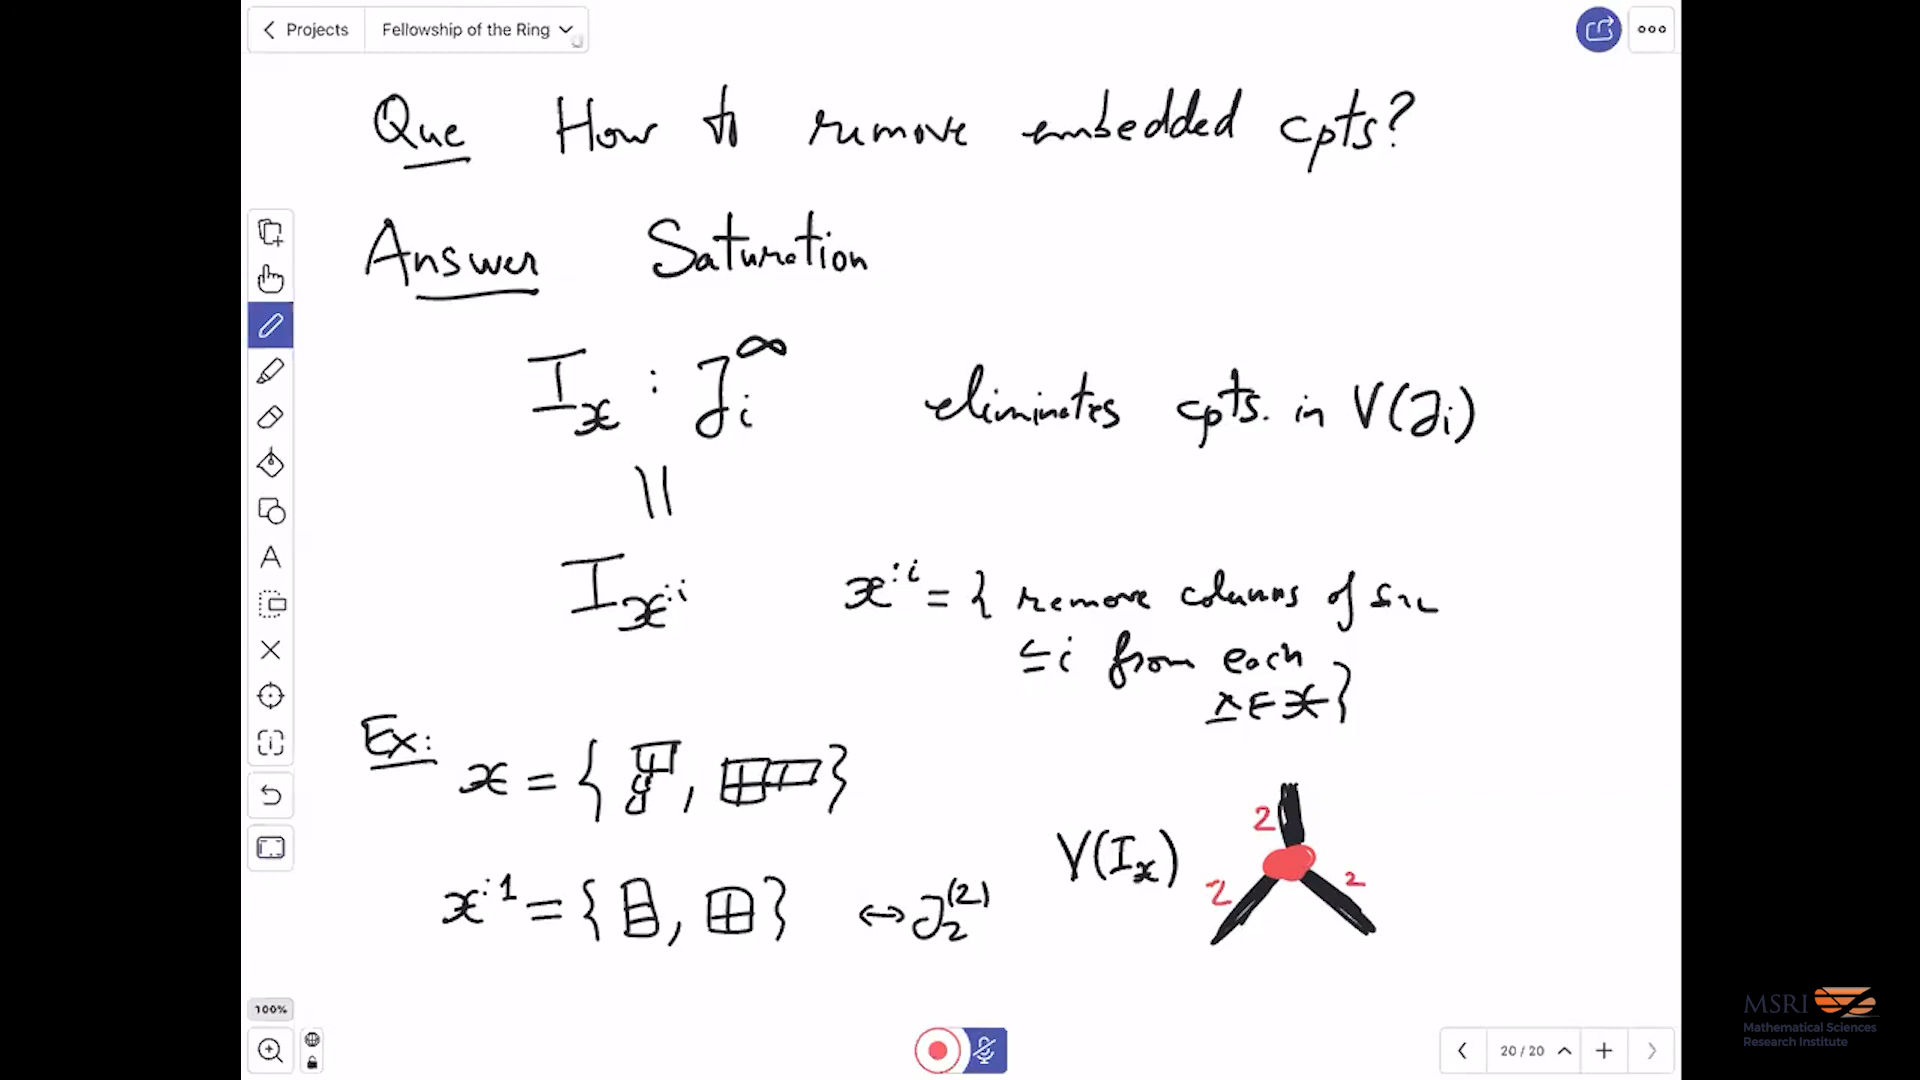 Projects
Fellowship of the Ring
Que How to remove embedded cpts?
Answer Saturation
I_𝔛 : J_i^∞ eliminates cpts. in V(J_i)
||
I_𝔛^{:i} 𝔛^{:i} = { remove columns of size
≤ i from each
λ ∈ 𝔛 }
Ex:
𝔛 = { , }
V(I_𝔛)
2
2
2
𝔛^{:1} = { , } ↔ J_2^{(2)}
100%
20 / 20
MSRI
Mathematical Sciences
Research Institute